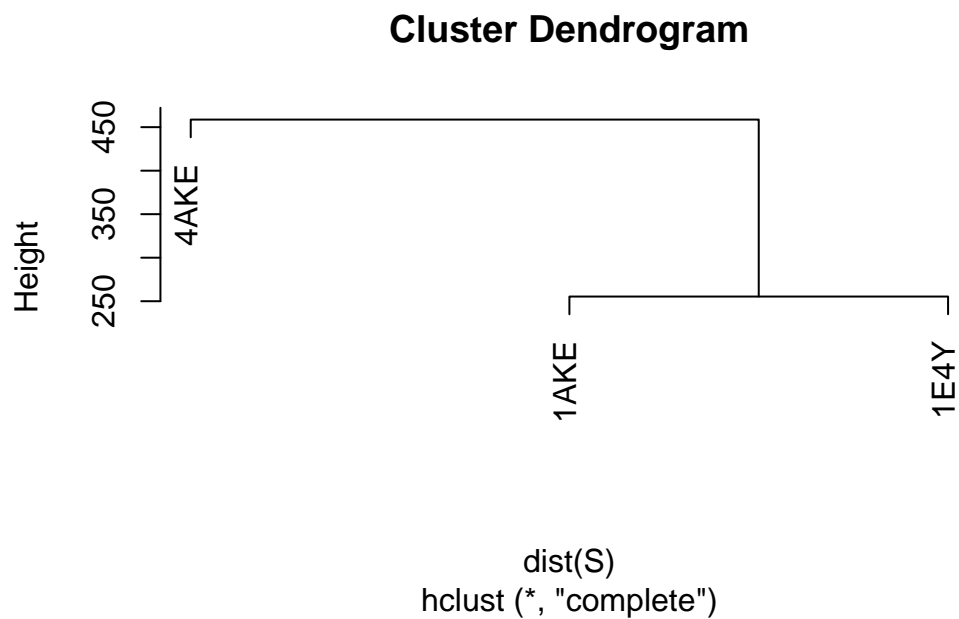 Cluster Dendrogram
Height
450
350
250
4AKE
1AKE
1E4Y
dist(S)
hclust (*, "complete")